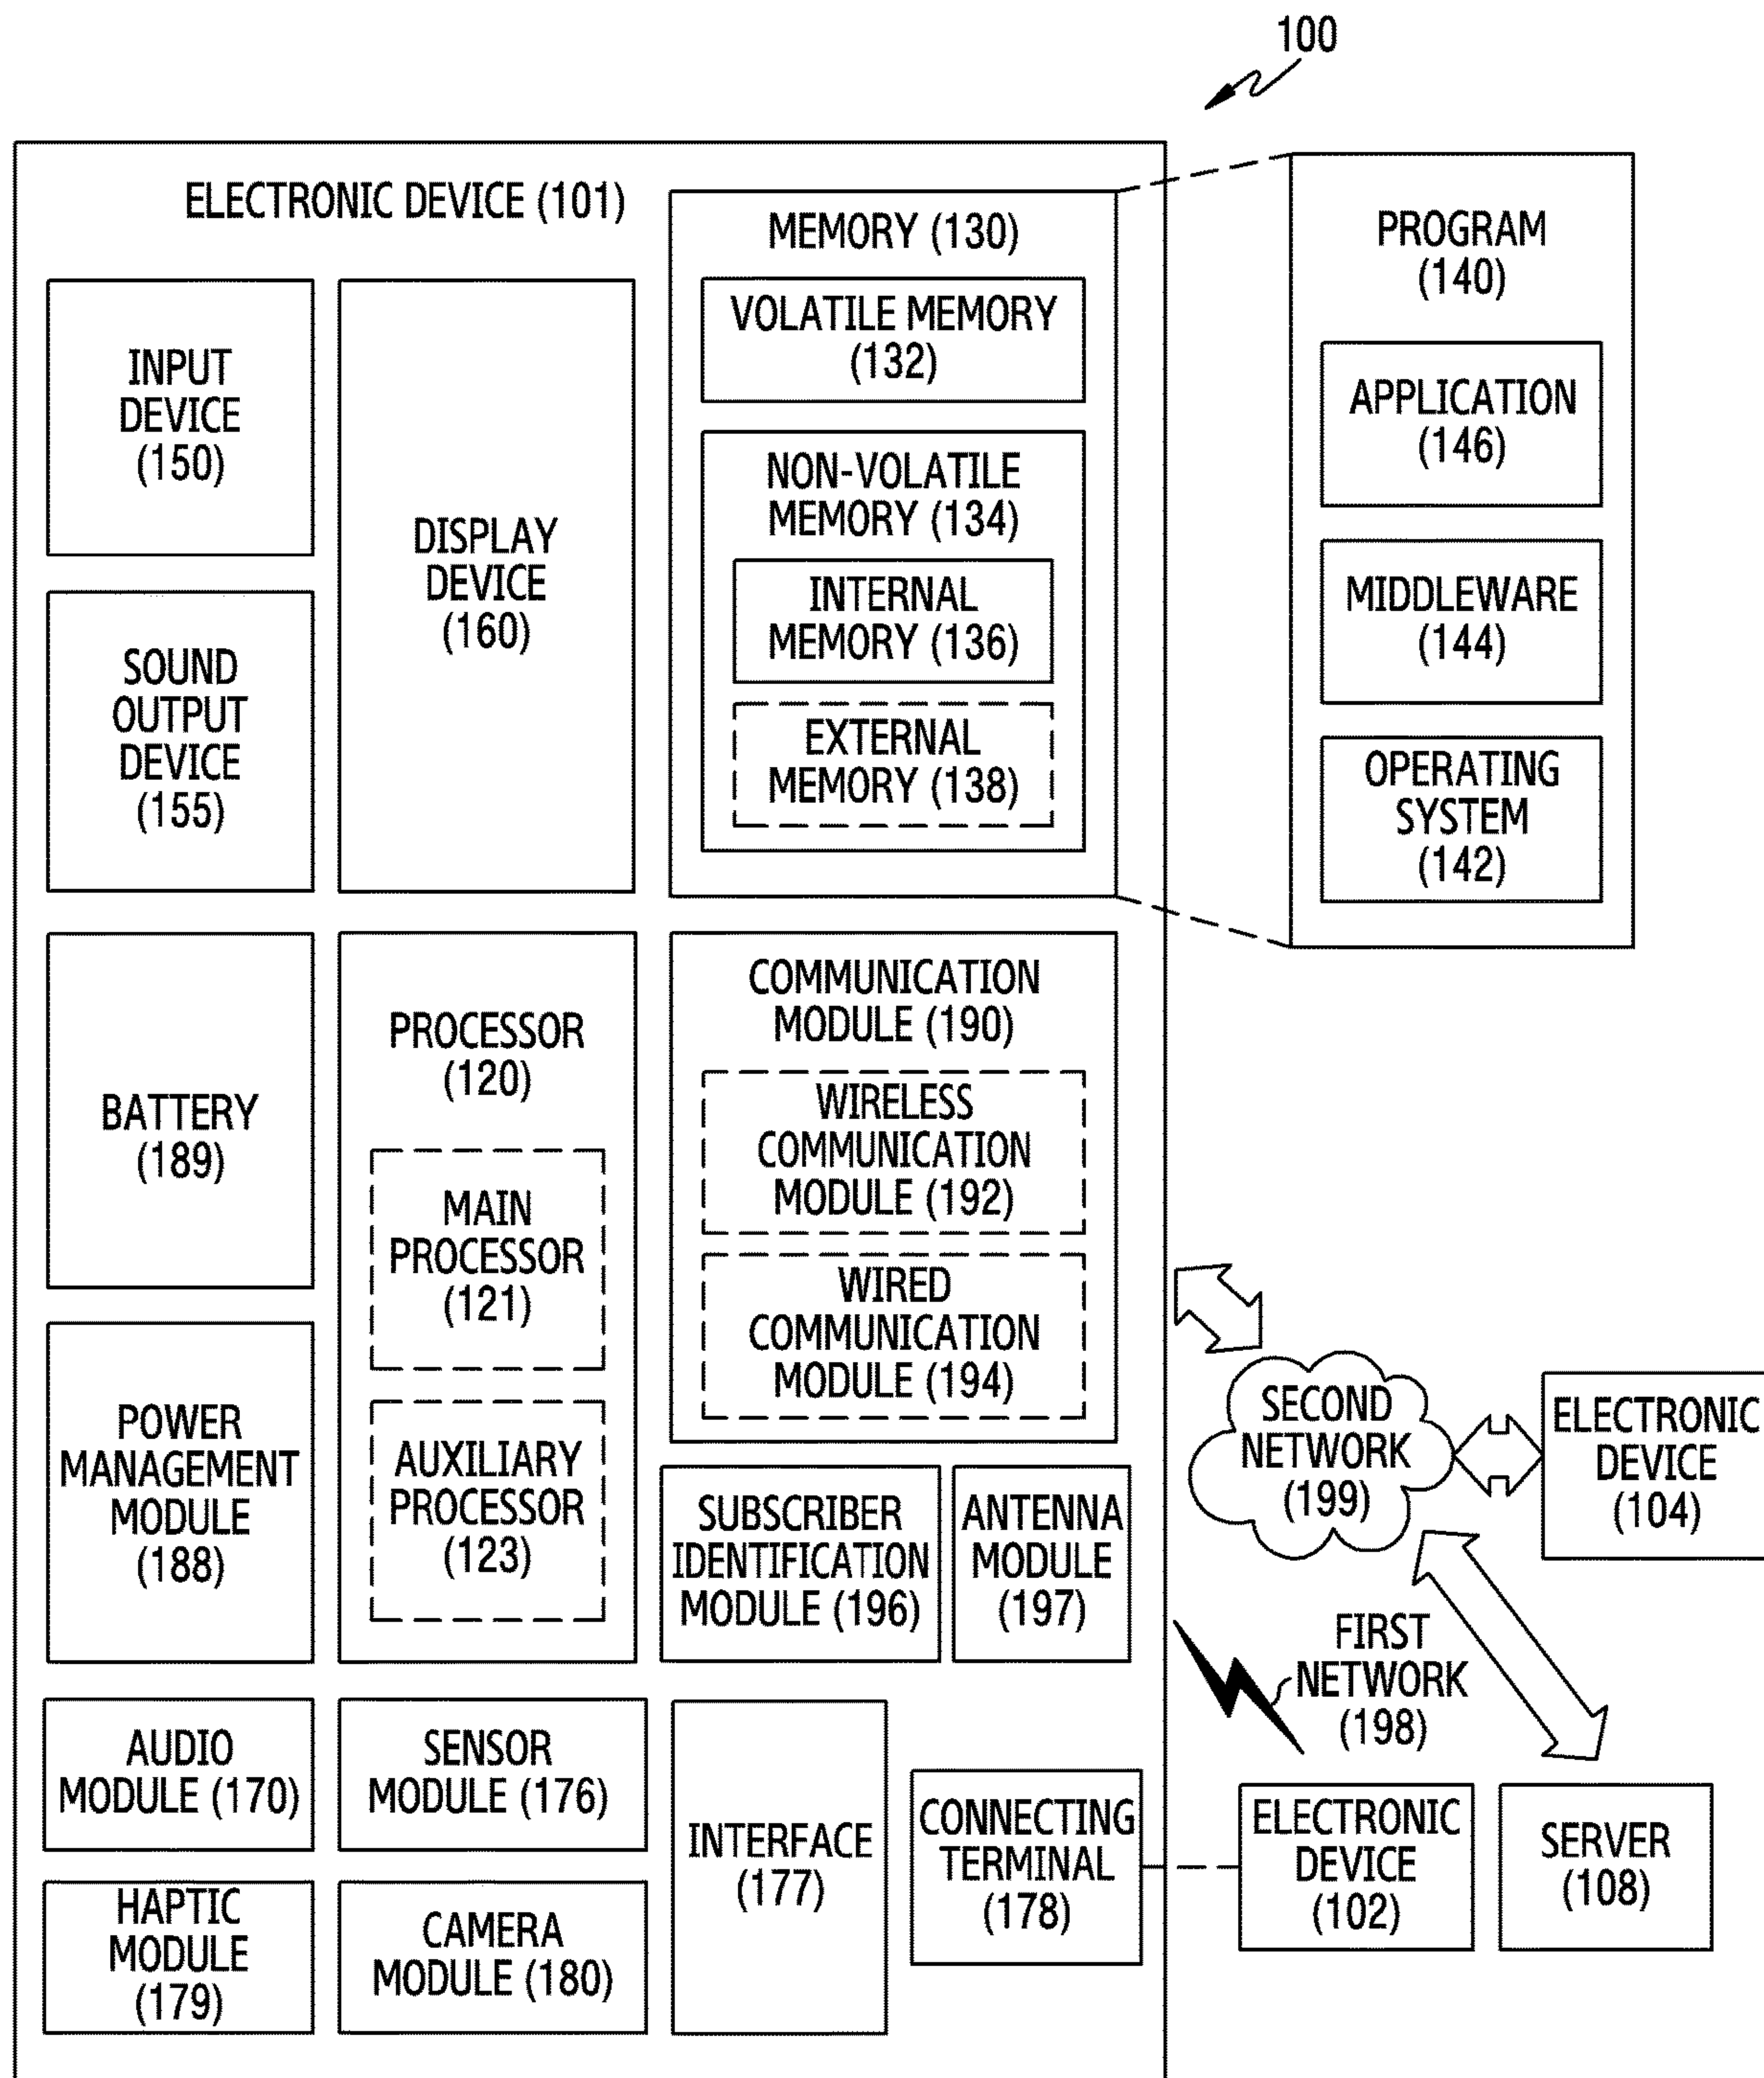 100
ELECTRONIC DEVICE (101)
INPUT
DEVICE
(150)
SOUND
OUTPUT
DEVICE
(155)
DISPLAY
DEVICE
(160)
MEMORY (130)
VOLATILE MEMORY
(132)
NON-VOLATILE
MEMORY (134)
INTERNAL
MEMORY (136)
EXTERNAL
MEMORY (138)
PROGRAM
(140)
APPLICATION
(146)
MIDDLEWARE
(144)
OPERATING
SYSTEM
(142)
BATTERY
(189)
POWER
MANAGEMENT
MODULE
(188)
PROCESSOR
(120)
MAIN
PROCESSOR
(121)
AUXILIARY
PROCESSOR
(123)
COMMUNICATION
MODULE (190)
WIRELESS
COMMUNICATION
MODULE (192)
WIRED
COMMUNICATION
MODULE (194)
SUBSCRIBER
IDENTIFICATION
MODULE (196)
ANTENNA
MODULE
(197)
SECOND
NETWORK
(199)
ELECTRONIC
DEVICE
(104)
FIRST
NETWORK
(198)
AUDIO
MODULE (170)
SENSOR
MODULE (176)
HAPTIC
MODULE
(179)
CAMERA
MODULE (180)
INTERFACE
(177)
CONNECTING
TERMINAL
(178)
ELECTRONIC
DEVICE
(102)
SERVER
(108)